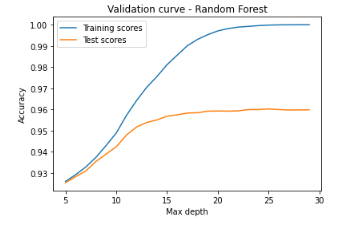 Validation curve - Random Forest
Training scores
Test scores
1.00
0.99
0.98
0.97
0.96
0.95
0.94
0.93
Accuracy
5 10 15 20 25 30
Max depth